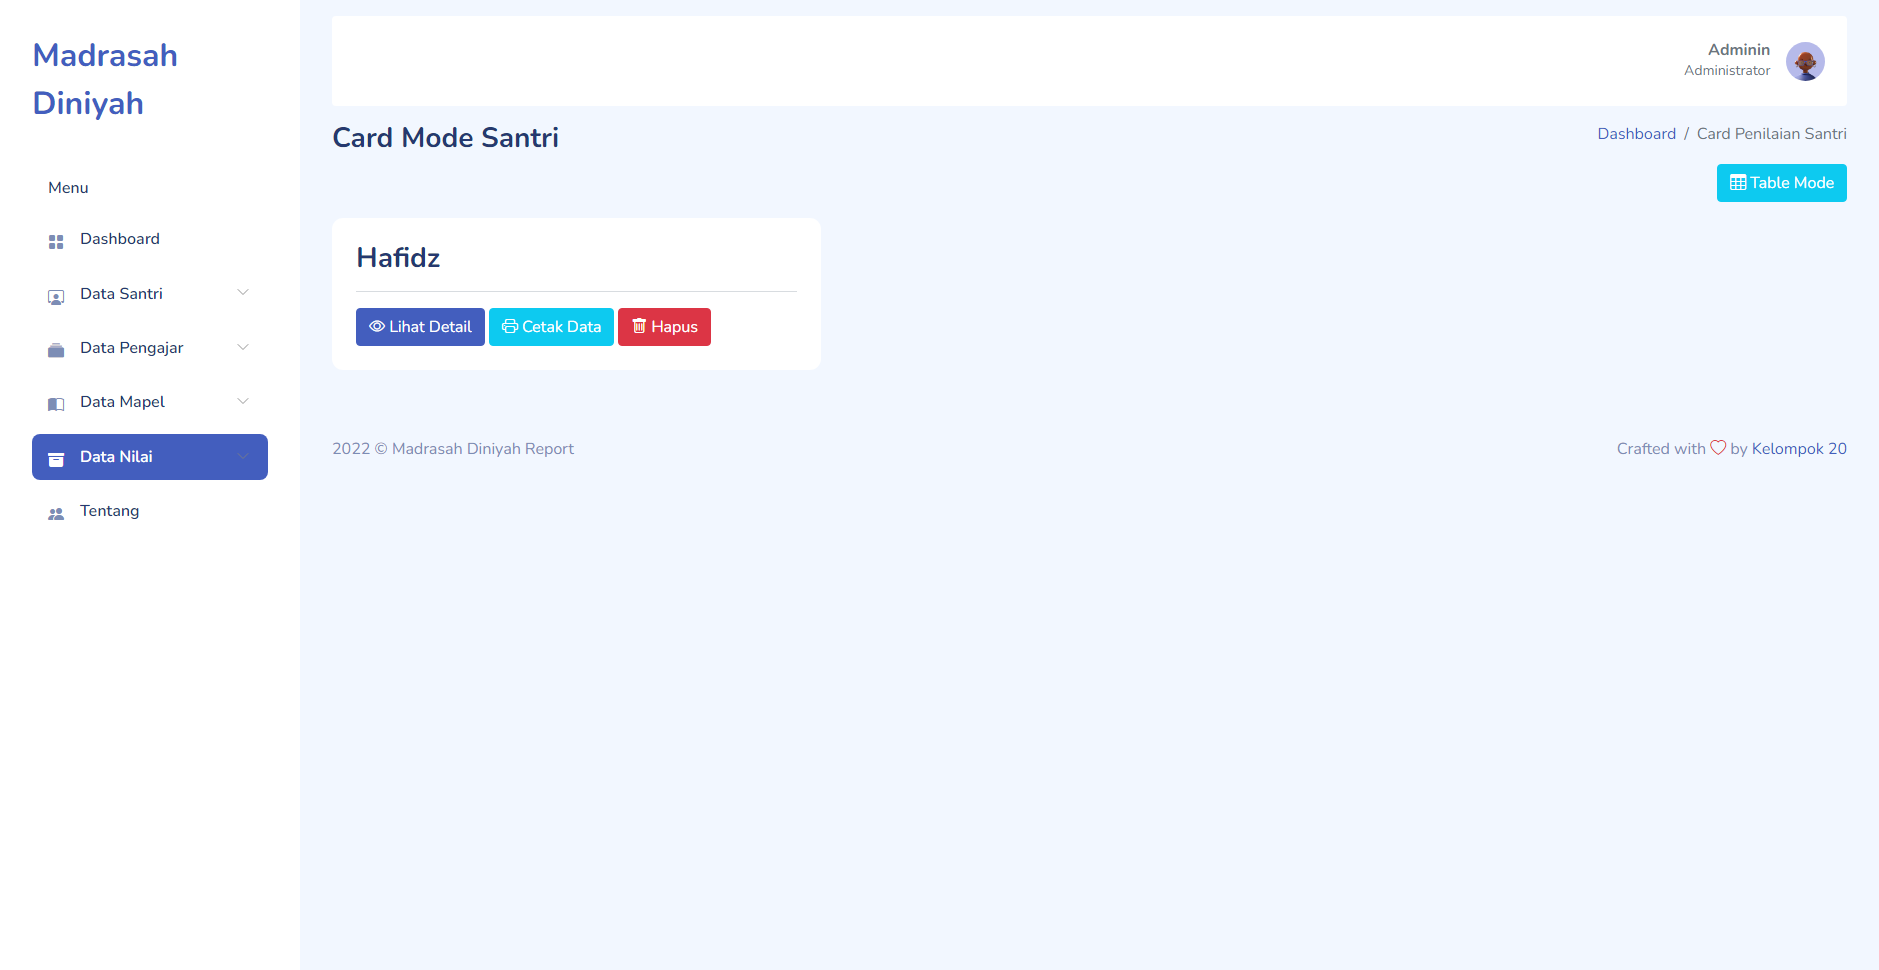 Madrasah
Diniyah
Menu
Dashboard
Data Santri
Data Pengajar
Data Mapel
Data Nilai
Tentang
Adminin
Administrator
Card Mode Santri
Dashboard / Card Penilaian Santri
Table Mode
Hafidz
Lihat Detail Cetak Data Hapus
2022 © Madrasah Diniyah Report
Crafted with ♡ by Kelompok 20